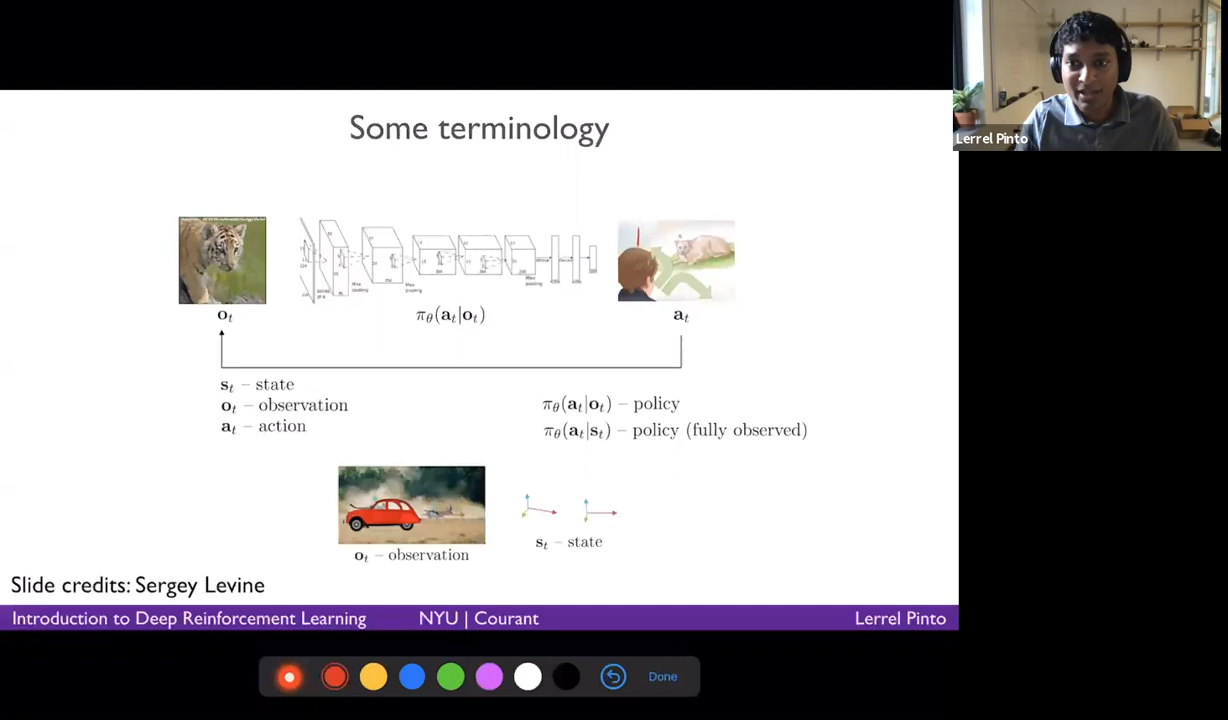 Some terminology
Lerrel Pinto
o_t
π_θ(a_t|o_t)
a_t
s_t – state
o_t – observation
a_t – action
π_θ(a_t|o_t) – policy
π_θ(a_t|s_t) – policy (fully observed)
o_t – observation
s_t – state
Slide credits: Sergey Levine
Introduction to Deep Reinforcement Learning
NYU | Courant
Lerrel Pinto
Done